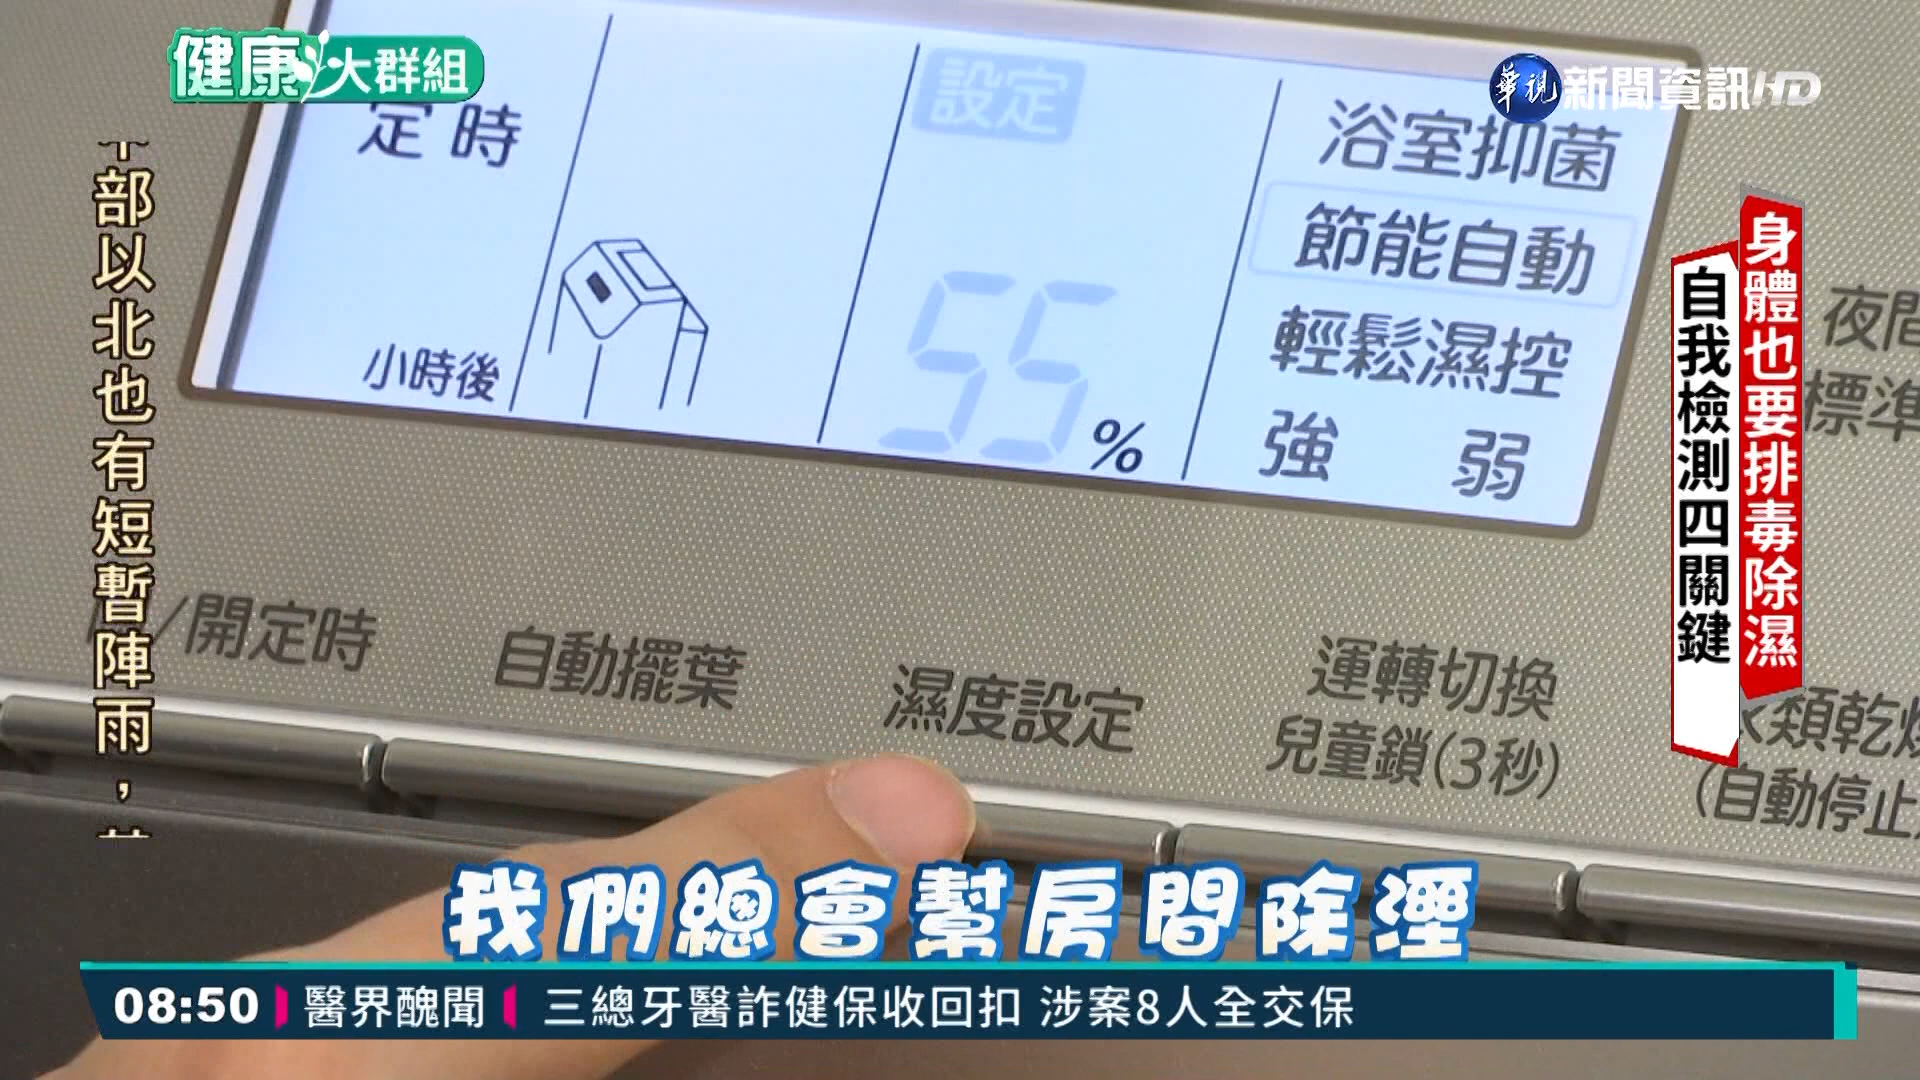 健康大群組
華視新聞資訊HD
部以北也有短暫陣雨，
身體也要排毒除濕
自我檢測四關鍵
定時
小時後
設定
55%
浴室抑菌
節能自動
輕鬆濕控
強 弱
夜間
標準
/開定時
自動擺葉
濕度設定
運轉切換
兒童鎖(3秒)
類乾燥
(自動停止)
我們總會幫房間除溼
08:50 醫界醜聞 三總牙醫詐健保收回扣 涉案8人全交保